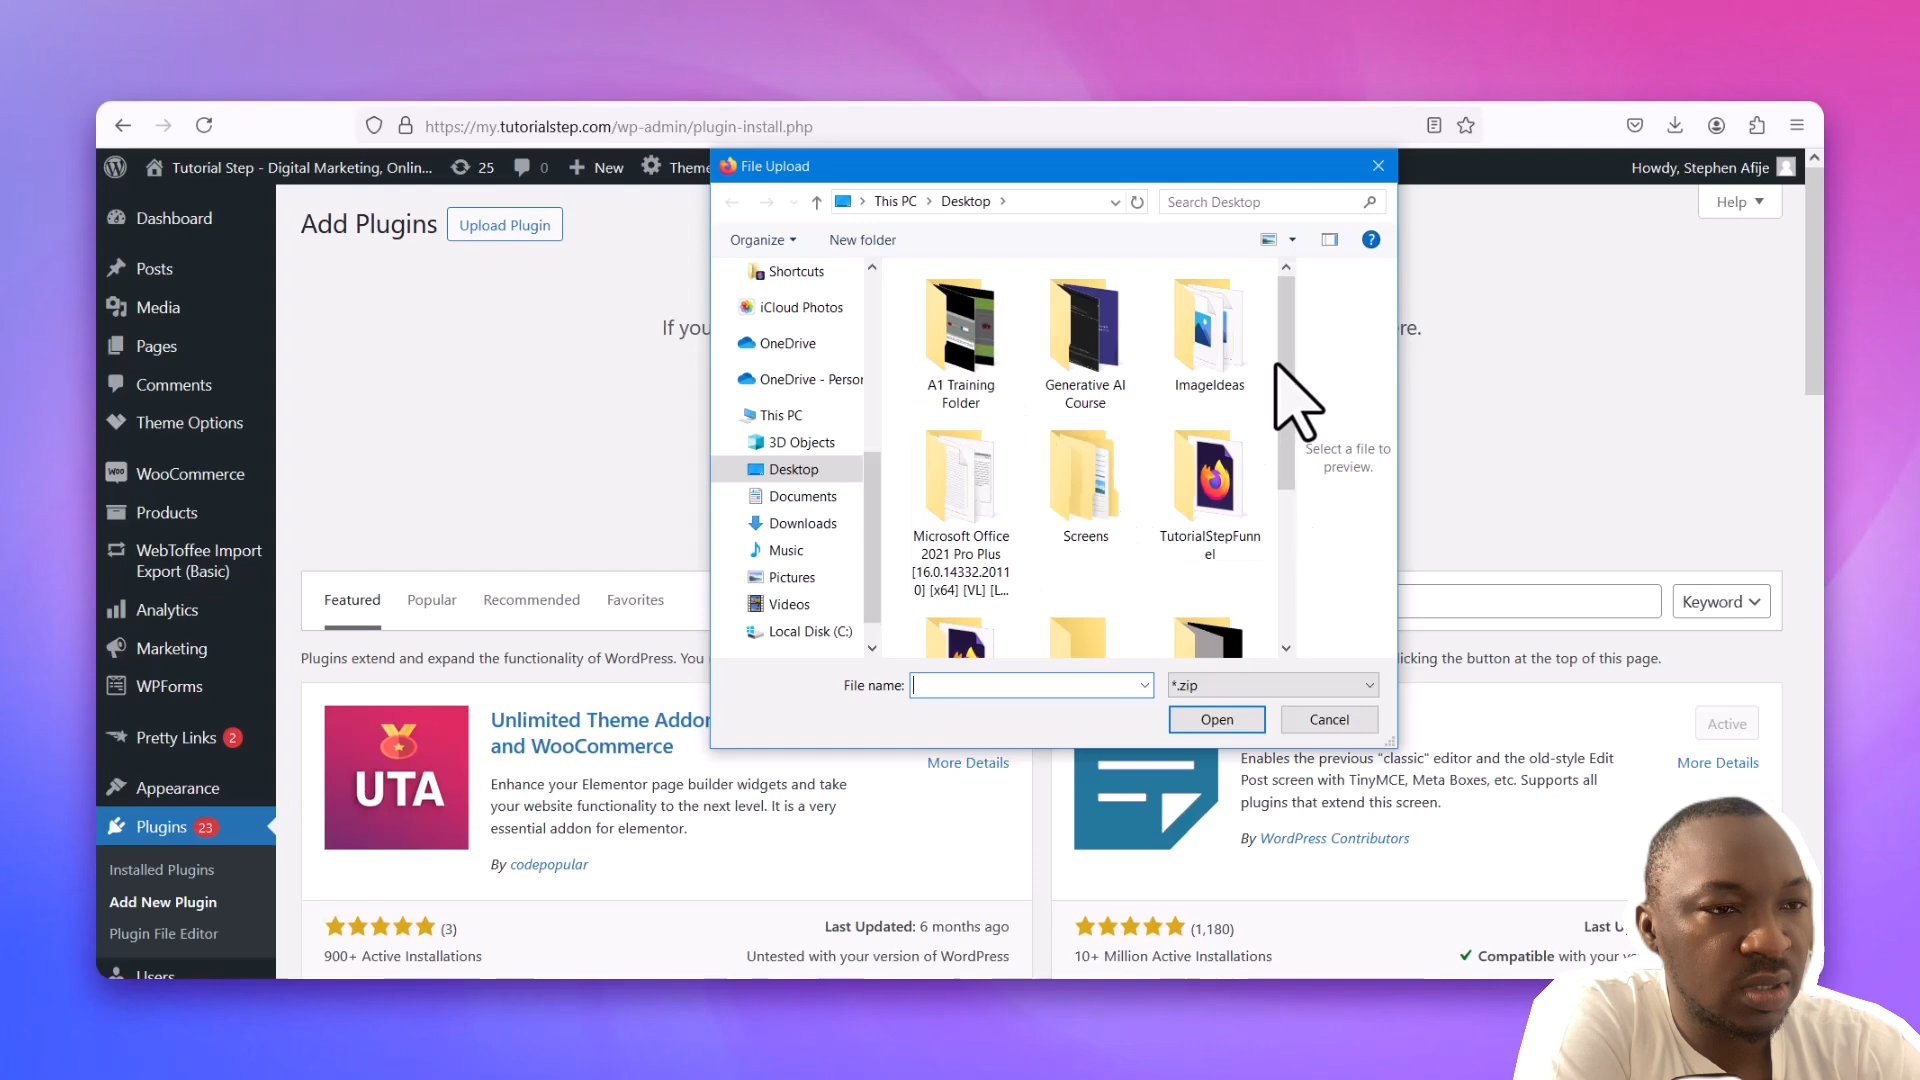 https://my.tutorialstep.com/wp-admin/plugin-install.php
Tutorial Step - Digital Marketing, Onlin...
25
0
New
Theme
Howdy, Stephen Afije
File Upload
This PC
Desktop
Search Desktop
Organize
New folder
?
Help
Add Plugins
Upload Plugin
Dashboard
Posts
Media
Pages
Comments
Theme Options
Woo
WooCommerce
Products
WebToffee Import
Export (Basic)
Analytics
Marketing
WPForms
Pretty Links 2
Appearance
Plugins 23
Installed Plugins
Add New Plugin
Plugin File Editor
Users
If you
re.
Shortcuts
iCloud Photos
OneDrive
OneDrive - Person
This PC
3D Objects
Desktop
Documents
Downloads
Music
Pictures
Videos
Local Disk (C:)
A1 Training
Folder
Generative AI
Course
ImageIdeas
Microsoft Office
2021 Pro Plus
[16.0.14332.2011
0] [x64] [VL] [L...
Screens
TutorialStepFunn
el
Select a file to
preview.
File name:
*.zip
Open
Cancel
Featured
Popular
Recommended
Favorites
Keyword
Plugins extend and expand the functionality of WordPress. You
licking the button at the top of this page.
UTA
Unlimited Theme Addon
and WooCommerce
More Details
Enhance your Elementor page builder widgets and take
your website functionality to the next level. It is a very
essential addon for elementor.
By codepopular
(3)
900+ Active Installations
Last Updated: 6 months ago
Untested with your version of WordPress
Active
More Details
Enables the previous "classic" editor and the old-style Edit
Post screen with TinyMCE, Meta Boxes, etc. Supports all
plugins that extend this screen.
By WordPress Contributors
(1,180)
10+ Million Active Installations
Last U
Compatible with your ve